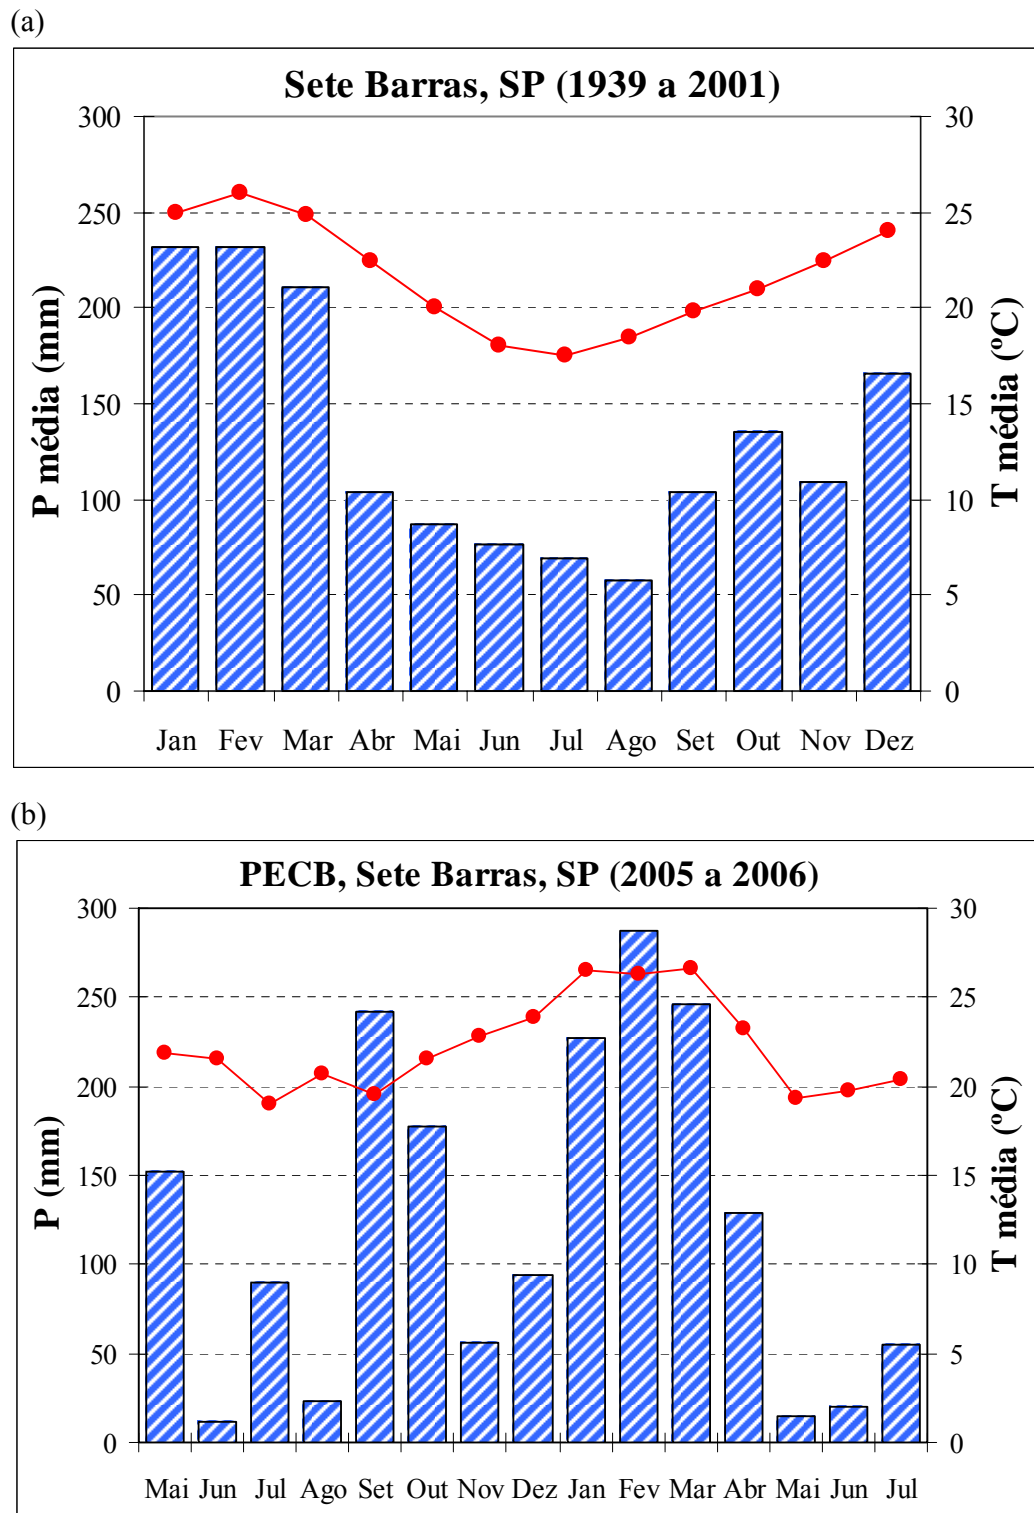 (a)
Sete Barras, SP (1939 a 2001)
300 30
250 25
200 20
150 15
100 10
50 5
0 0
P média (mm)
T média (ºC)
Jan Fev Mar Abr Mai Jun Jul Ago Set Out Nov Dez
(b)
PECB, Sete Barras, SP (2005 a 2006)
300 30
250 25
200 20
150 15
100 10
50 5
0 0
P (mm)
T média (ºC)
Mai Jun Jul Ago Set Out Nov Dez Jan Fev Mar Abr Mai Jun Jul